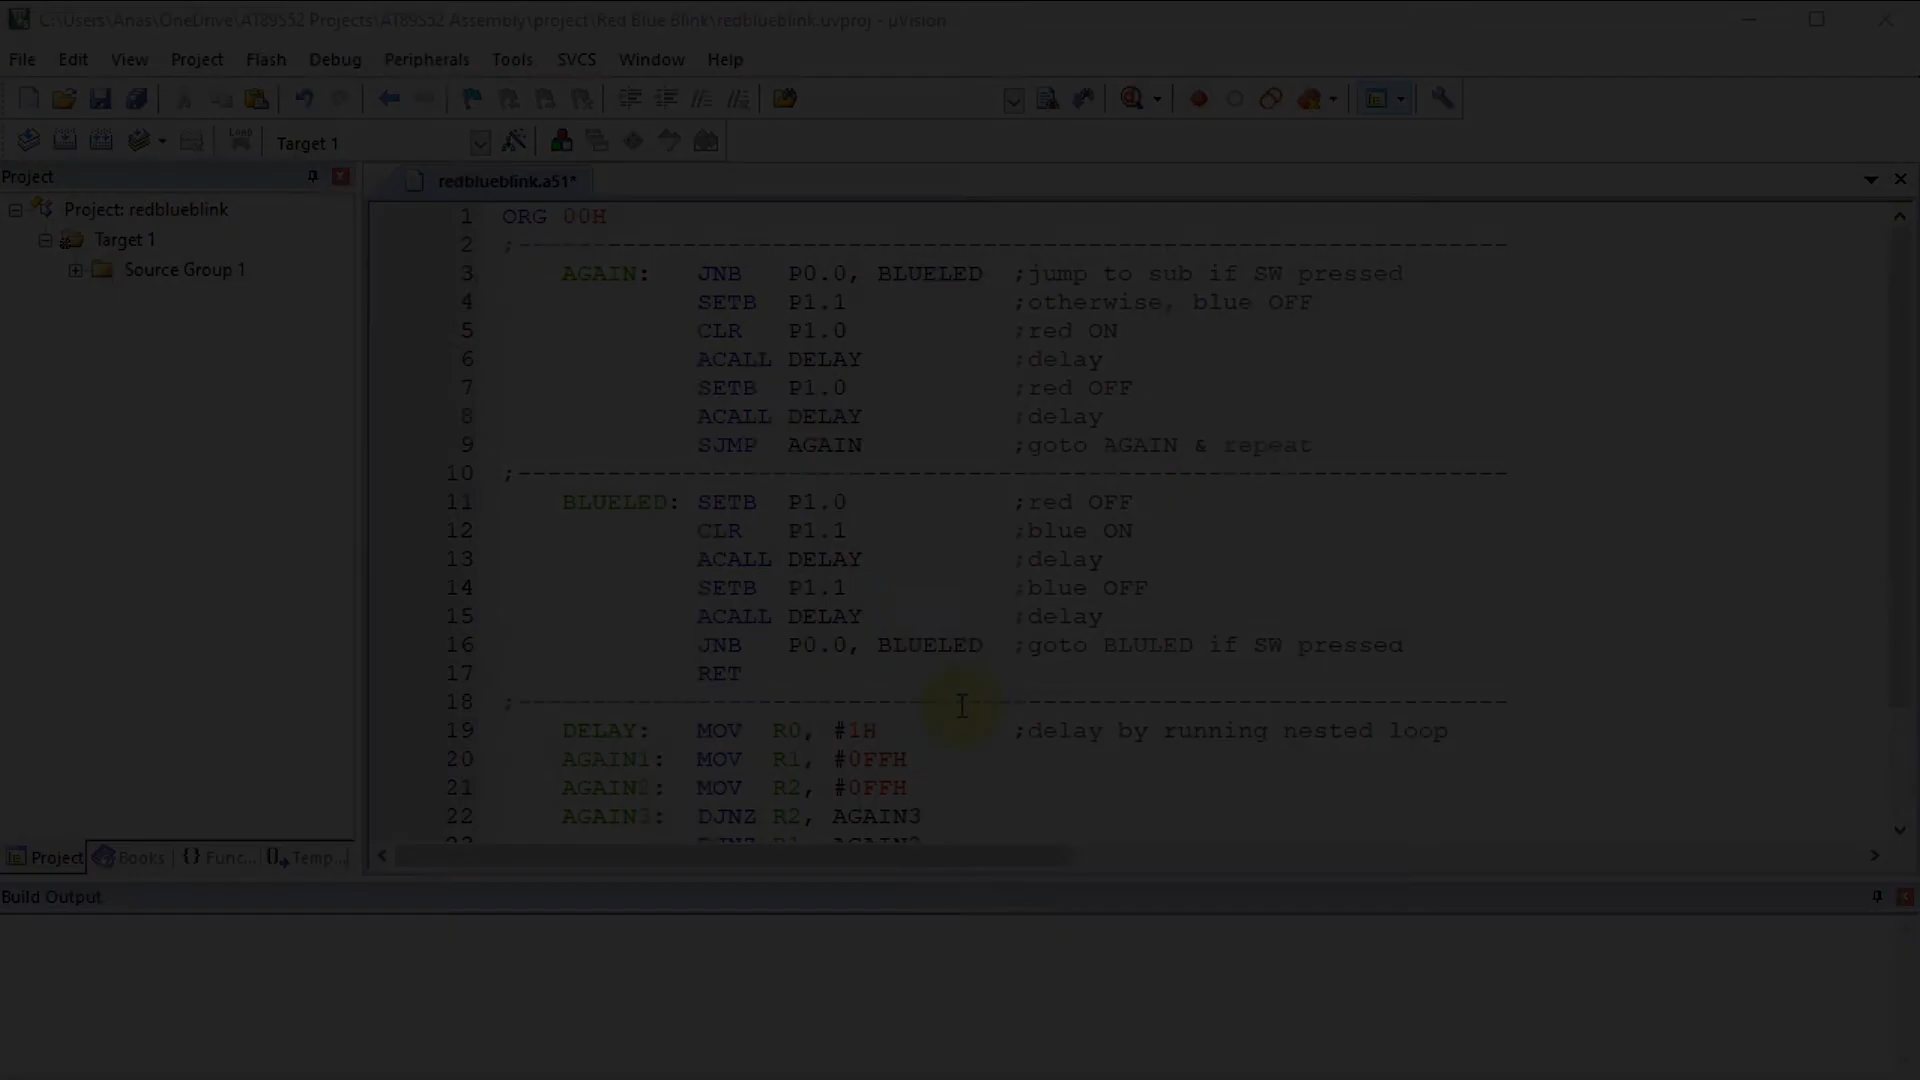 C:\Users\Anas\OneDrive\AT89S52 Projects\AT89S52 Assembly\project\Red Blue Blink\redblueblink.uvproj - µVision
File Edit View Project Flash Debug Peripherals Tools SVCS Window Help
Target 1
Project
redblueblink.a51*
Project: redblueblink
Target 1
Source Group 1
1 ORG 00H
2 ;------------------------------------------------------------------
3 AGAIN: JNB P0.0, BLUELED ;jump to sub if SW pressed
4 SETB P1.1 ;otherwise, blue OFF
5 CLR P1.0 ;red ON
6 ACALL DELAY ;delay
7 SETB P1.0 ;red OFF
8 ACALL DELAY ;delay
9 SJMP AGAIN ;goto AGAIN & repeat
10 ;------------------------------------------------------------------
11 BLUELED: SETB P1.0 ;red OFF
12 CLR P1.1 ;blue ON
13 ACALL DELAY ;delay
14 SETB P1.1 ;blue OFF
15 ACALL DELAY ;delay
16 JNB P0.0, BLUELED ;goto BLULED if SW pressed
17 RET
18 ;------------------------------------------------------------------
19 DELAY: MOV R0, #1H ;delay by running nested loop
20 AGAIN1: MOV R1, #0FFH
21 AGAIN2: MOV R2, #0FFH
22 AGAIN3: DJNZ R2, AGAIN3
Project Books {} Func... Temp...
Build Output